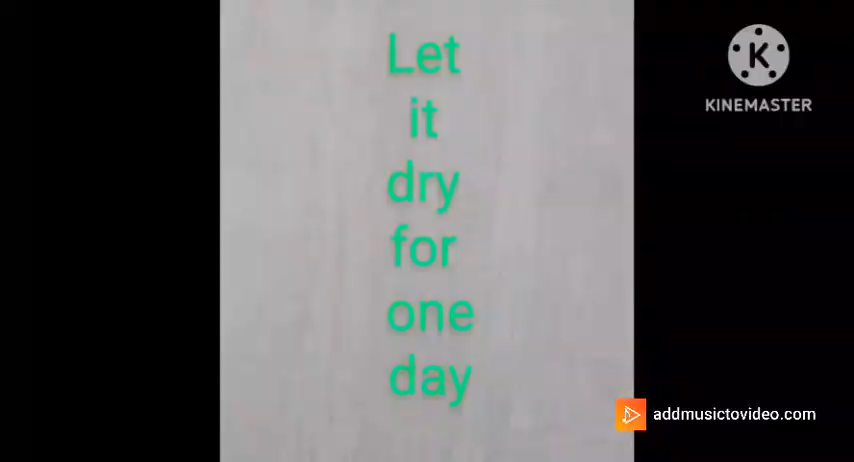 Let
it
dry
for
one
day
K
KINEMASTER
addmusictovideo.com